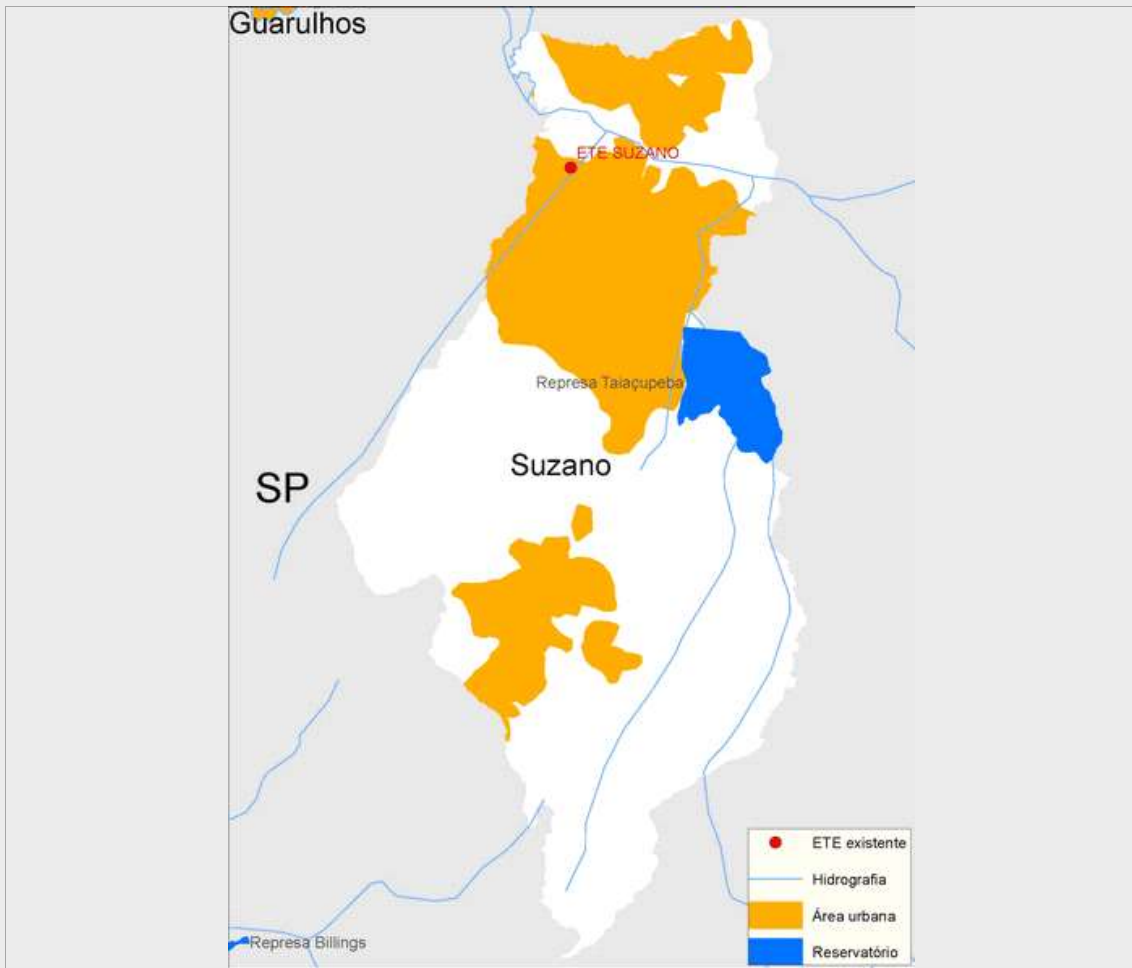 Guarulhos
ETE SUZANO
Represa Taiaçupeba
Suzano
SP
ETE existente
Hidrografia
Área urbana
Reservatório
Represa Billings